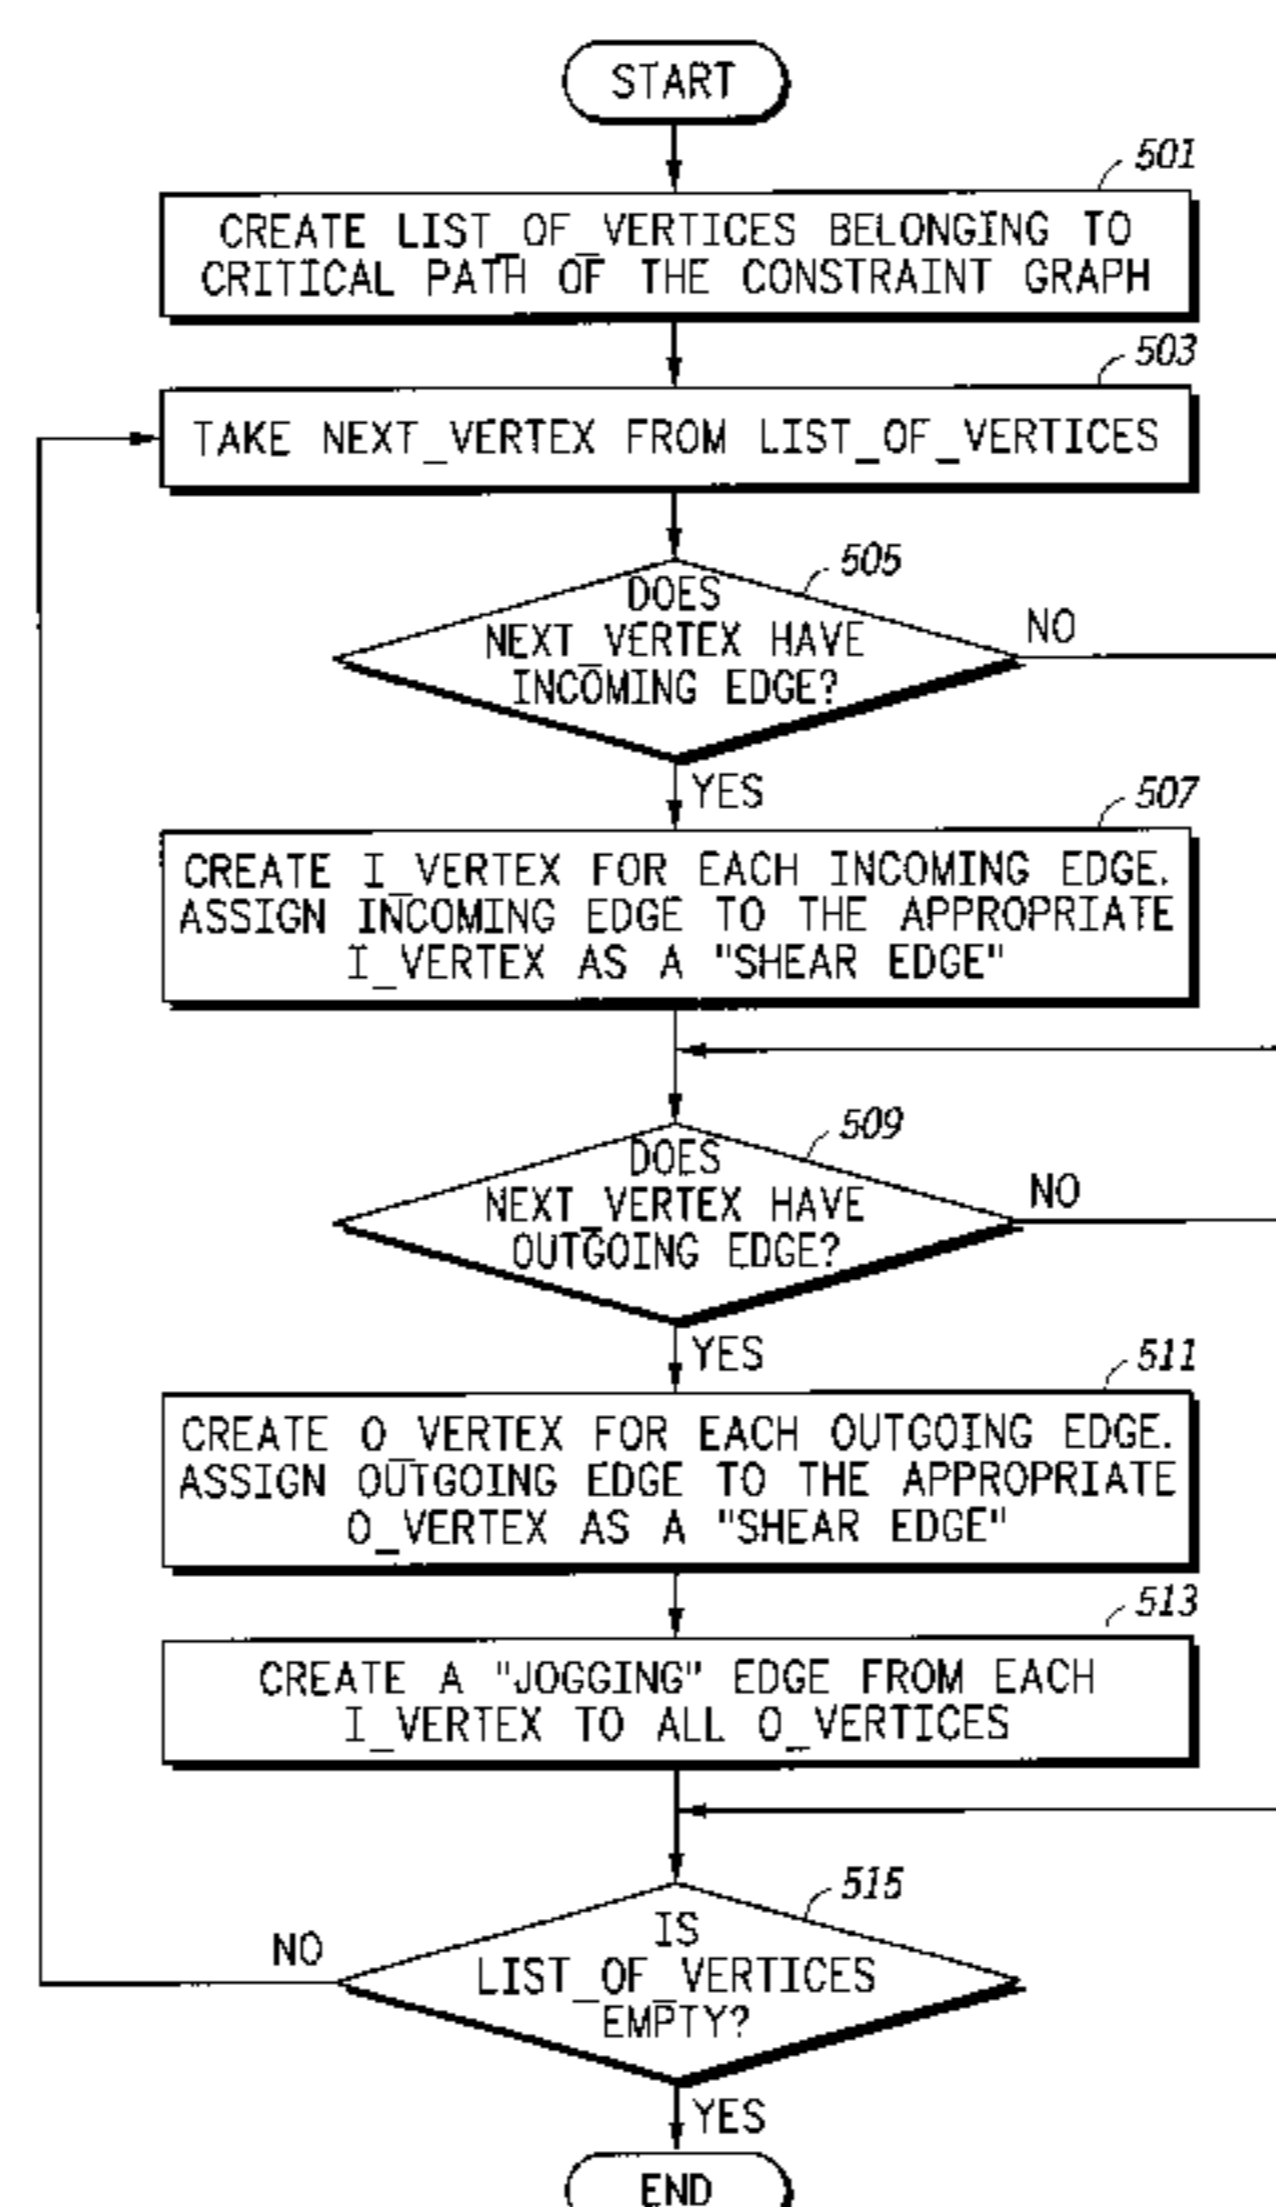 START
501
CREATE LIST_OF_VERTICES BELONGING TO
CRITICAL PATH OF THE CONSTRAINT GRAPH
503
TAKE NEXT_VERTEX FROM LIST_OF_VERTICES
505
DOES
NEXT_VERTEX HAVE
INCOMING EDGE?
NO
YES
507
CREATE I_VERTEX FOR EACH INCOMING EDGE.
ASSIGN INCOMING EDGE TO THE APPROPRIATE
I_VERTEX AS A "SHEAR EDGE"
509
DOES
NEXT_VERTEX HAVE
OUTGOING EDGE?
NO
YES
511
CREATE O_VERTEX FOR EACH OUTGOING EDGE.
ASSIGN OUTGOING EDGE TO THE APPROPRIATE
O_VERTEX AS A "SHEAR EDGE"
513
CREATE A "JOGGING" EDGE FROM EACH
I_VERTEX TO ALL O_VERTICES
515
IS
LIST_OF_VERTICES
EMPTY?
NO
YES
END